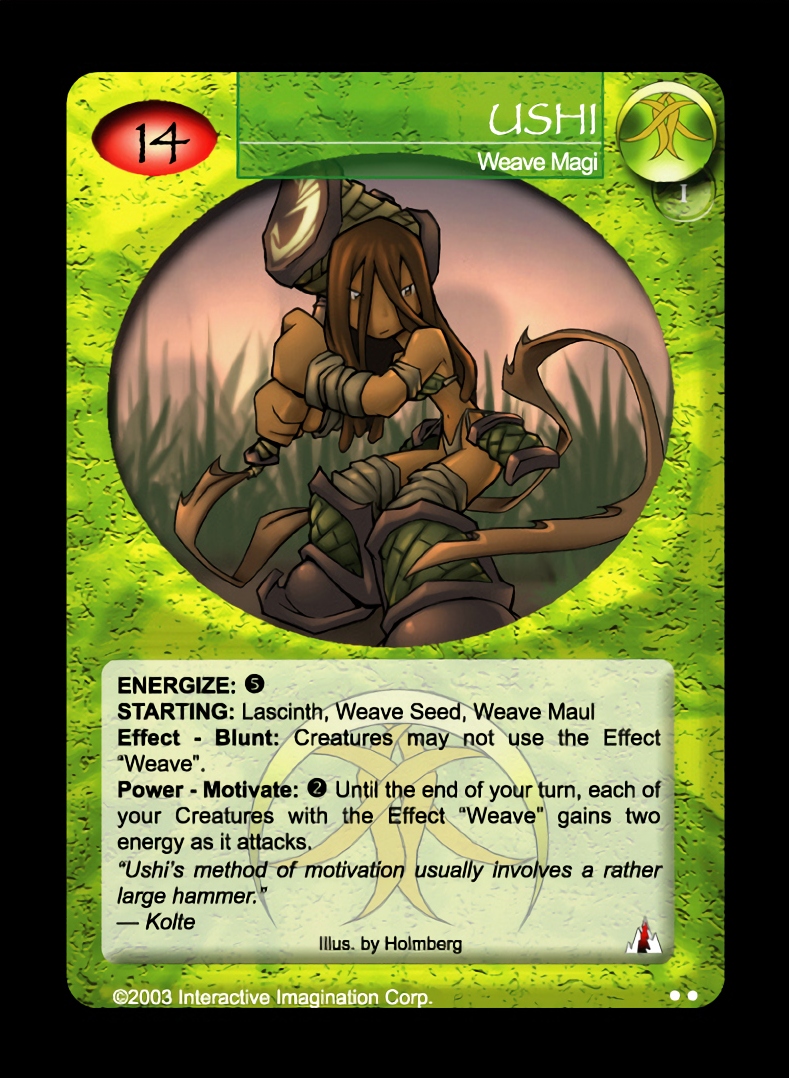 14
USHI
Weave Magi
I
ENERGIZE: ❺
STARTING: Lascinth, Weave Seed, Weave Maul
Effect - Blunt: Creatures may not use the Effect
“Weave”.
Power - Motivate: ❷ Until the end of your turn, each of
your Creatures with the Effect “Weave” gains two
energy as it attacks.
“Ushi’s method of motivation usually involves a rather
large hammer.”
— Kolte
Illus. by Holmberg
©2003 Interactive Imagination Corp.